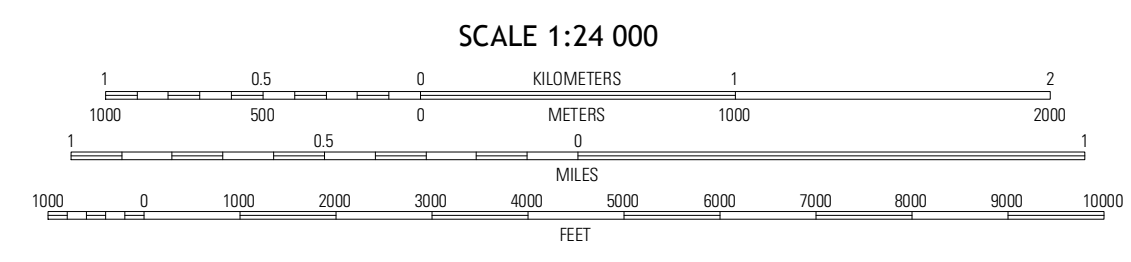 SCALE 1:24 000
1 0.5 0 KILOMETERS 1 2
1000 500 0 METERS 1000 2000
1 0.5 0 1
MILES
1000 0 1000 2000 3000 4000 5000 6000 7000 8000 9000 10000
FEET